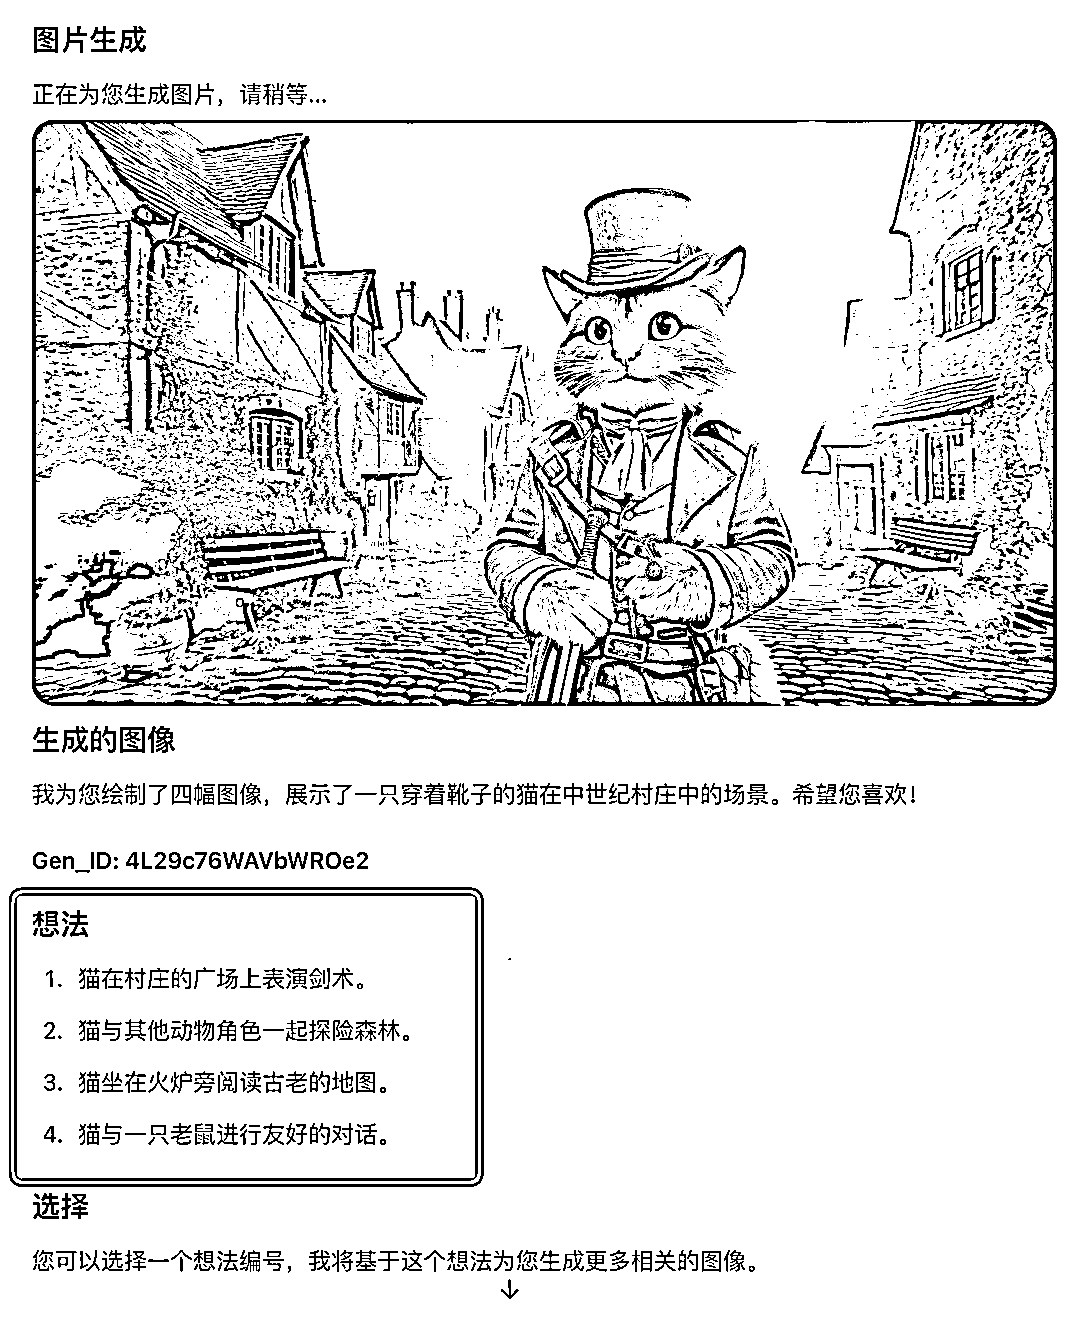 图片生成
正在为您生成图片，请稍等...
生成的图像
我为您绘制了四幅图像，展示了一只穿着靴子的猫在中世纪村庄中的场景。希望您喜欢！
Gen_ID: 4L29c76WAVbWROe2
想法
1. 猫在村庄的广场上表演剑术。
2. 猫与其他动物角色一起探险森林。
3. 猫坐在火炉旁阅读古老的地图。
4. 猫与一只老鼠进行友好的对话。
选择
您可以选择一个想法编号，我将基于这个想法为您生成更多相关的图像。